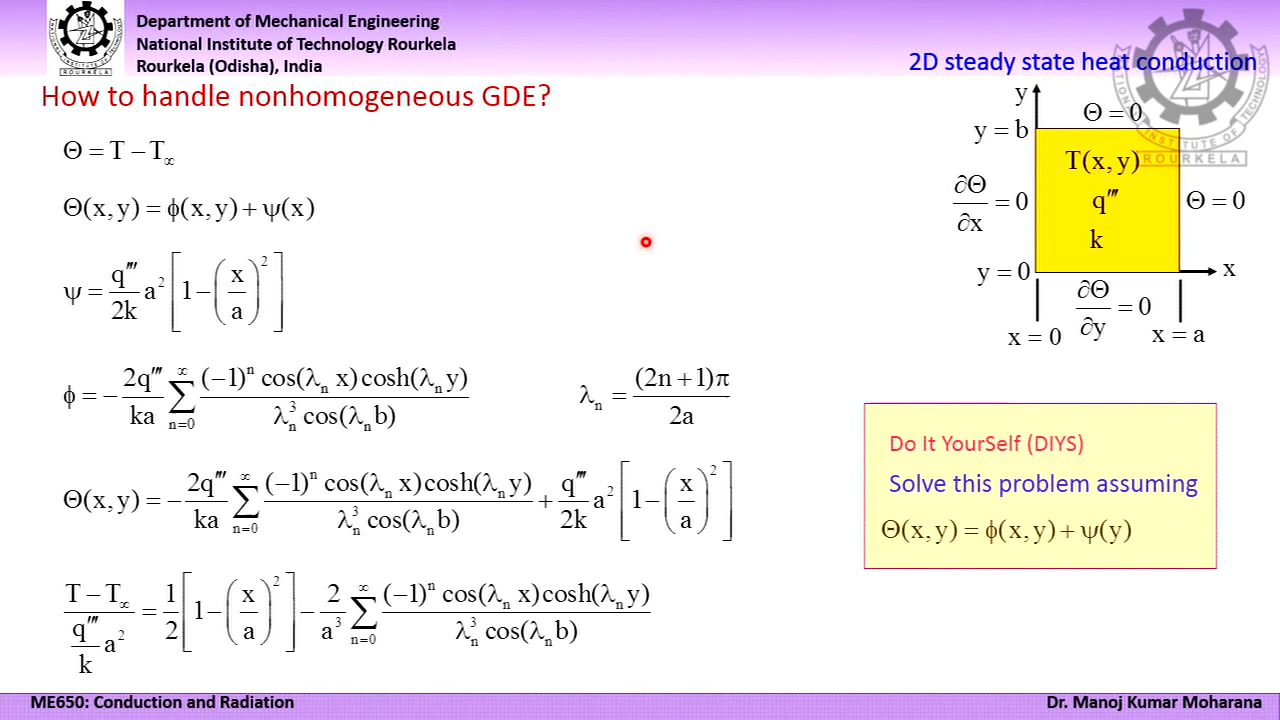 Department of Mechanical Engineering
National Institute of Technology Rourkela
Rourkela (Odisha), India
2D steady state heat conduction
How to handle nonhomogeneous GDE?
Θ = T − T∞
Θ(x, y) = ϕ(x, y) + ψ(x)
ψ = q‴/2k a² [1 − (x/a)²]
ϕ = − 2q‴/ka ∑ₙ₌₀^∞ (−1)ⁿ cos(λₙ x)cosh(λₙ y) / λₙ³ cos(λₙ b)
λₙ = (2n + 1)π / 2a
Θ(x, y) = − 2q‴/ka ∑ₙ₌₀^∞ (−1)ⁿ cos(λₙ x)cosh(λₙ y) / λₙ³ cos(λₙ b) + q‴/2k a² [1 − (x/a)²]
(T − T∞) / (q‴/k a²) = 1/2 [1 − (x/a)²] − 2/a³ ∑ₙ₌₀^∞ (−1)ⁿ cos(λₙ x)cosh(λₙ y) / λₙ³ cos(λₙ b)
y
Θ = 0
y = b
T(x, y)
∂Θ/∂x = 0
q‴
Θ = 0
k
y = 0
x
∂Θ/∂y = 0
x = 0
x = a
Do It YourSelf (DIYS)
Solve this problem assuming
Θ(x, y) = ϕ(x, y) + ψ(y)
ME650: Conduction and Radiation
Dr. Manoj Kumar Moharana